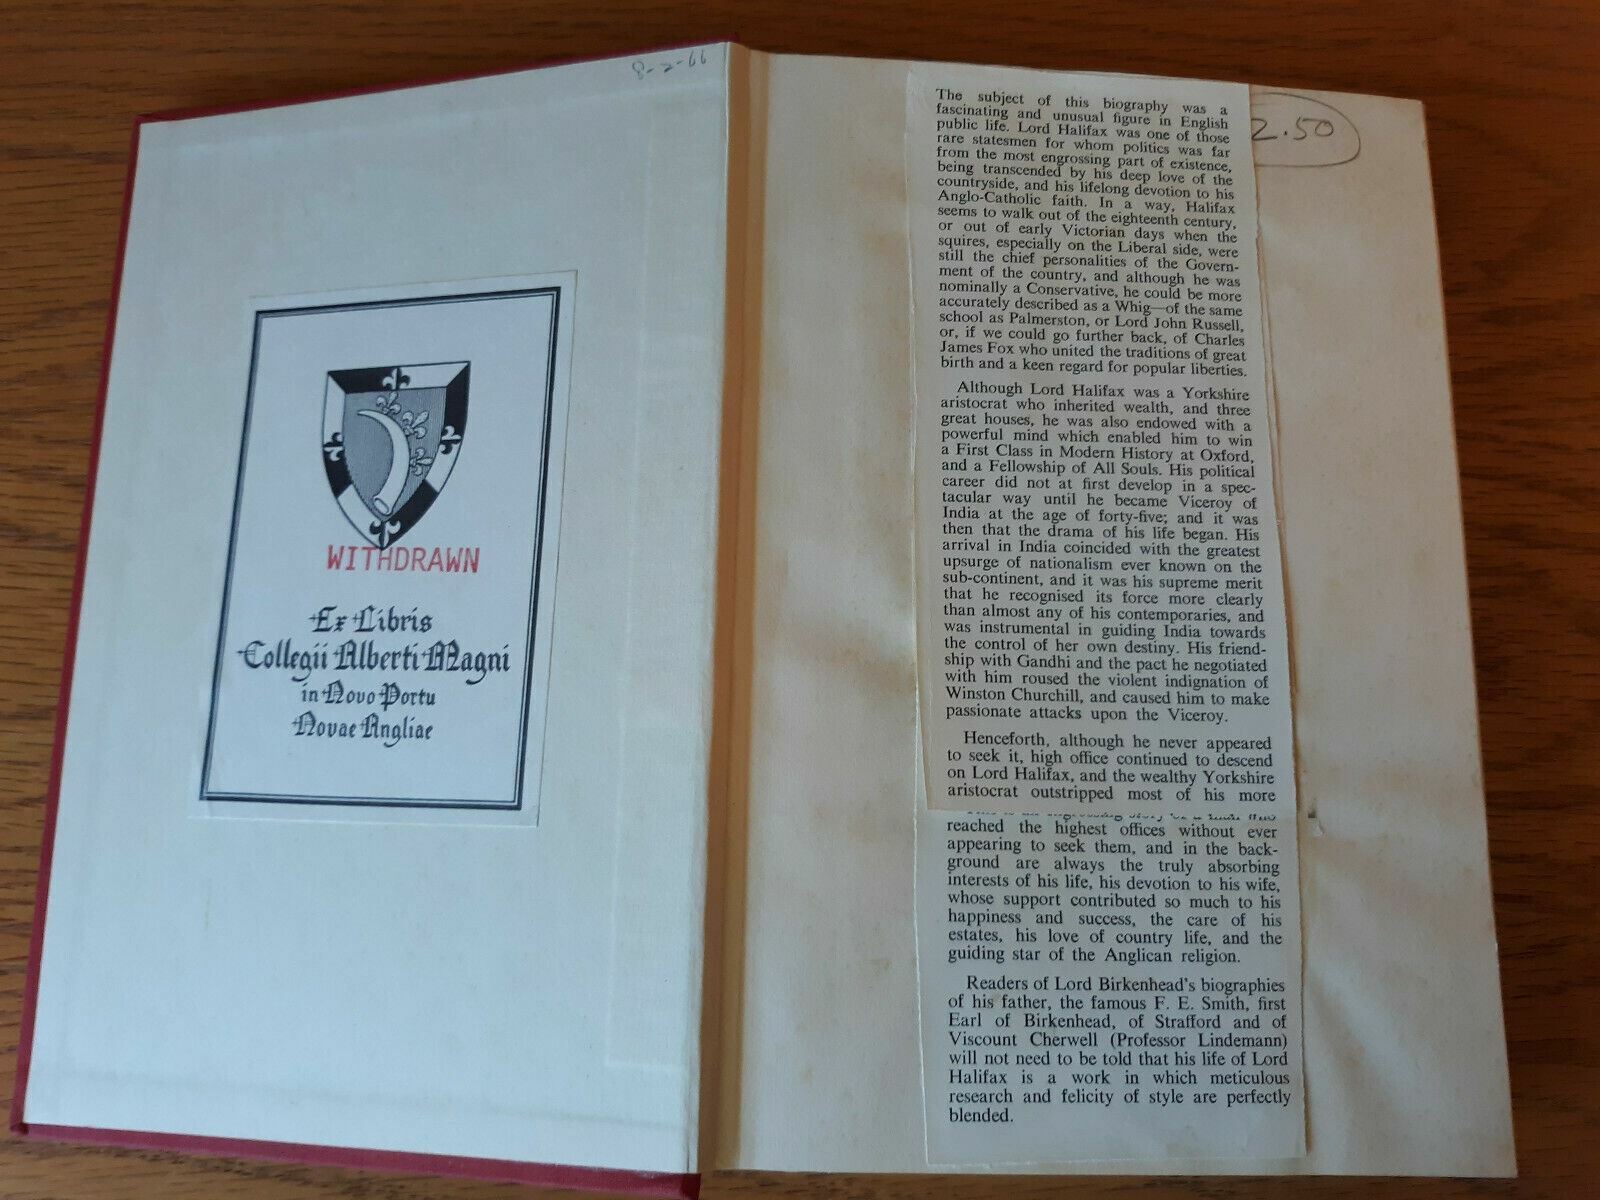 8-2-66
WITHDRAWN
Ex Libris
Collegii Alberti Magni
in Novo Portu
Novae Angliae
2.50
The subject of this biography was a
fascinating and unusual figure in English
public life. Lord Halifax was one of those
rare statesmen for whom politics was far
from the most engrossing part of existence,
being transcended by his deep love of the
countryside, and his lifelong devotion to his
Anglo-Catholic faith. In a way, Halifax
seems to walk out of the eighteenth century,
or out of early Victorian days when the
squires, especially on the Liberal side, were
still the chief personalities of the Govern-
ment of the country, and although he was
nominally a Conservative, he could be more
accurately described as a Whig—of the same
school as Palmerston, or Lord John Russell,
or, if we could go further back, of Charles
James Fox who united the traditions of great
birth and a keen regard for popular liberties.
Although Lord Halifax was a Yorkshire
aristocrat who inherited wealth, and three
great houses, he was also endowed with a
powerful mind which enabled him to win
a First Class in Modern History at Oxford,
and a Fellowship of All Souls. His political
career did not at first develop in a spec-
tacular way until he became Viceroy of
India at the age of forty-five; and it was
then that the drama of his life began. His
arrival in India coincided with the greatest
upsurge of nationalism ever known on the
sub-continent, and it was his supreme merit
that he recognised its force more clearly
than almost any of his contemporaries, and
was instrumental in guiding India towards
the control of her own destiny. His friend-
ship with Gandhi and the pact he negotiated
with him roused the violent indignation of
Winston Churchill, and caused him to make
passionate attacks upon the Viceroy.
Henceforth, although he never appeared
to seek it, high office continued to descend
on Lord Halifax, and the wealthy Yorkshire
aristocrat outstripped most of his more
reached the highest offices without ever
appearing to seek them, and in the back-
ground are always the truly absorbing
interests of his life, his devotion to his wife,
whose support contributed so much to his
happiness and success, the care of his
estates, his love of country life, and the
guiding star of the Anglican religion.
Readers of Lord Birkenhead's biographies
of his father, the famous F. E. Smith, first
Earl of Birkenhead, of Strafford and of
Viscount Cherwell (Professor Lindemann)
will not need to be told that his life of Lord
Halifax is a work in which meticulous
research and felicity of style are perfectly
blended.